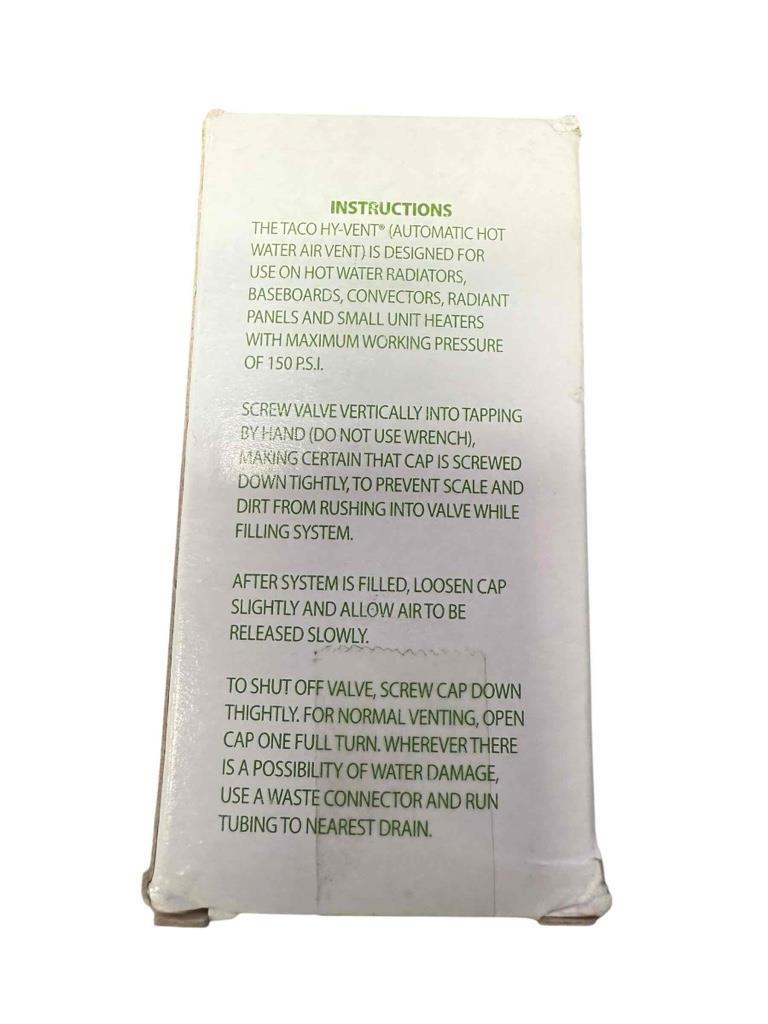 INSTRUCTIONS
THE TACO HY-VENT® (AUTOMATIC HOT
WATER AIR VENT) IS DESIGNED FOR
USE ON HOT WATER RADIATORS,
BASEBOARDS, CONVECTORS, RADIANT
PANELS AND SMALL UNIT HEATERS
WITH MAXIMUM WORKING PRESSURE
OF 150 P.S.I.
SCREW VALVE VERTICALLY INTO TAPPING
BY HAND (DO NOT USE WRENCH),
MAKING CERTAIN THAT CAP IS SCREWED
DOWN TIGHTLY, TO PREVENT SCALE AND
DIRT FROM RUSHING INTO VALVE WHILE
FILLING SYSTEM.
AFTER SYSTEM IS FILLED, LOOSEN CAP
SLIGHTLY AND ALLOW AIR TO BE
RELEASED SLOWLY.
TO SHUT OFF VALVE, SCREW CAP DOWN
THIGHTLY. FOR NORMAL VENTING, OPEN
CAP ONE FULL TURN. WHEREVER THERE
IS A POSSIBILITY OF WATER DAMAGE,
USE A WASTE CONNECTOR AND RUN
TUBING TO NEAREST DRAIN.